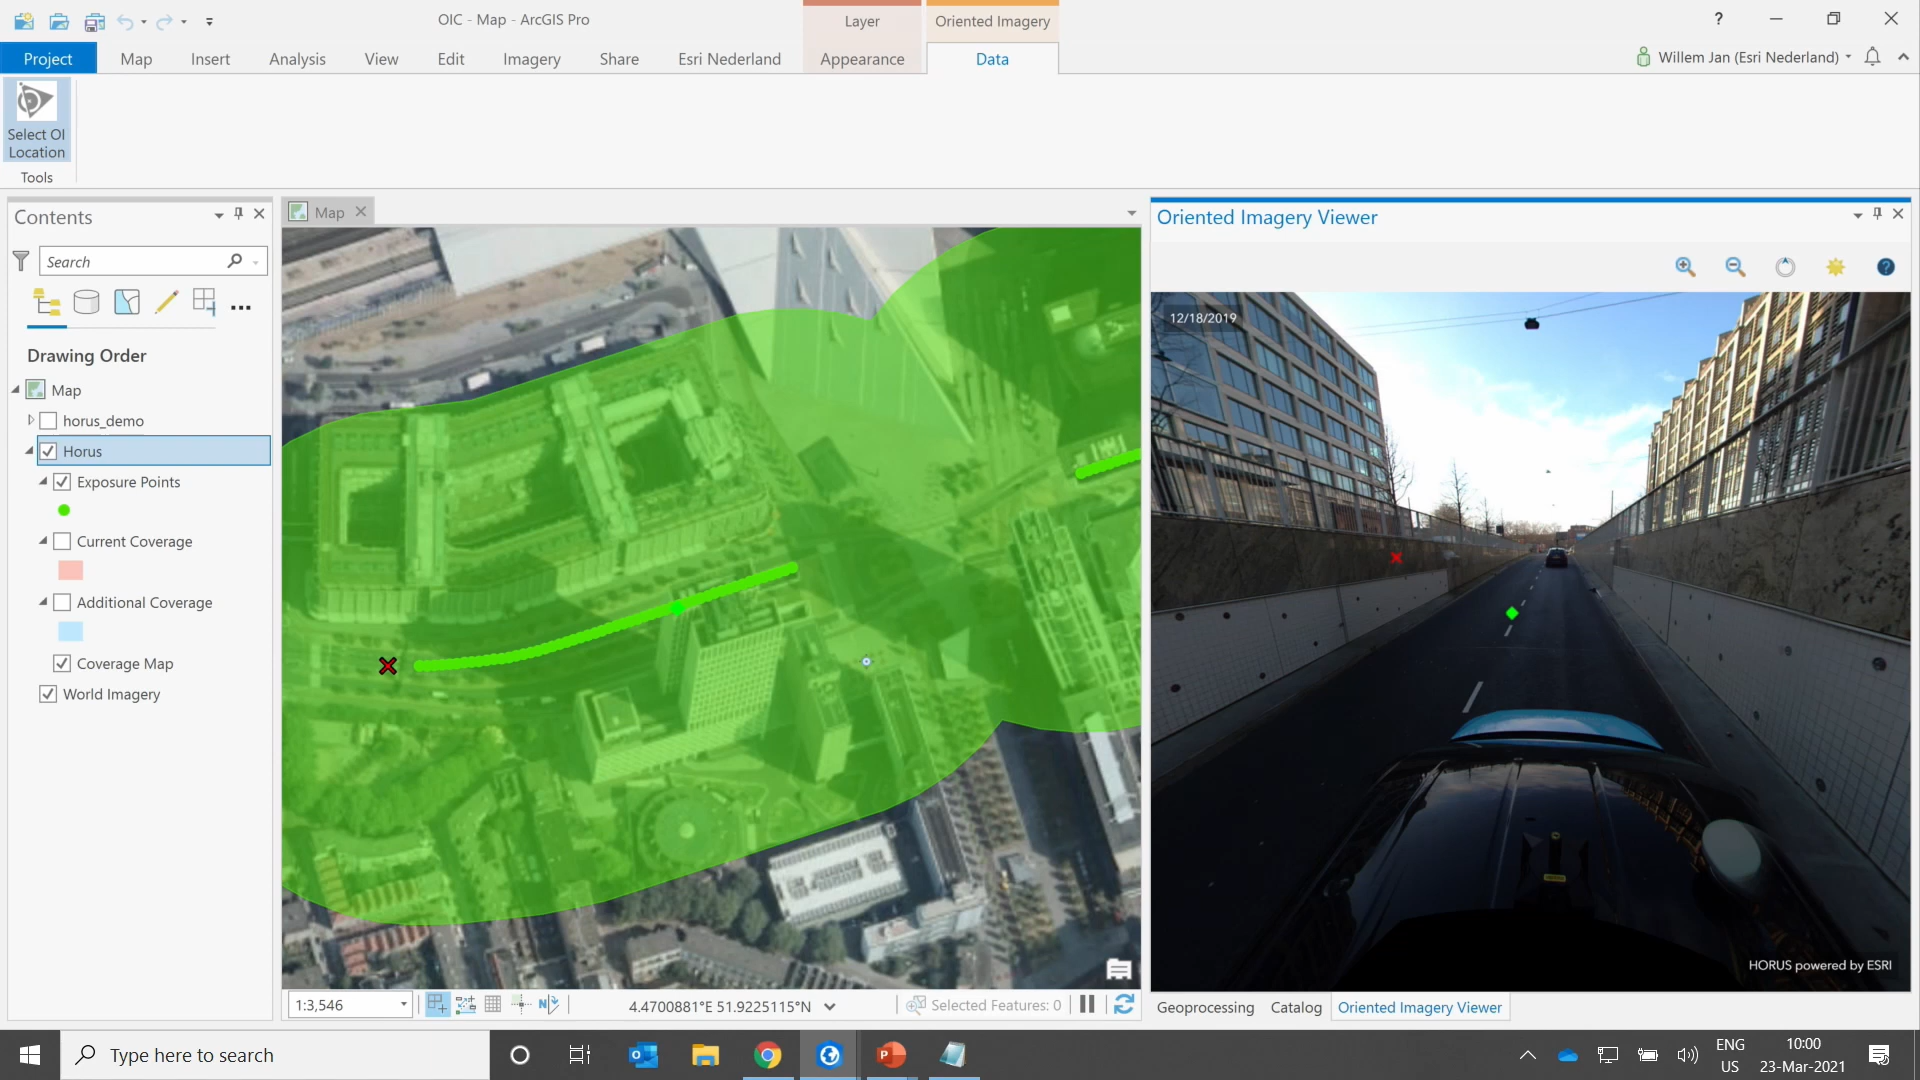 OIC - Map - ArcGIS Pro
Layer
Oriented Imagery
?
Project
Map
Insert
Analysis
View
Edit
Imagery
Share
Esri Nederland
Appearance
Data
Willem Jan (Esri Nederland)
Select OI
Location
Tools
Contents
Search
Drawing Order
Map
horus_demo
Horus
Exposure Points
Current Coverage
Additional Coverage
Coverage Map
World Imagery
Map
1:3,546
4.4700881°E 51.9225115°N
Selected Features: 0
Oriented Imagery Viewer
12/18/2019
HORUS powered by ESRI
Geoprocessing
Catalog
Oriented Imagery Viewer
Type here to search
ENG
US
10:00
23-Mar-2021